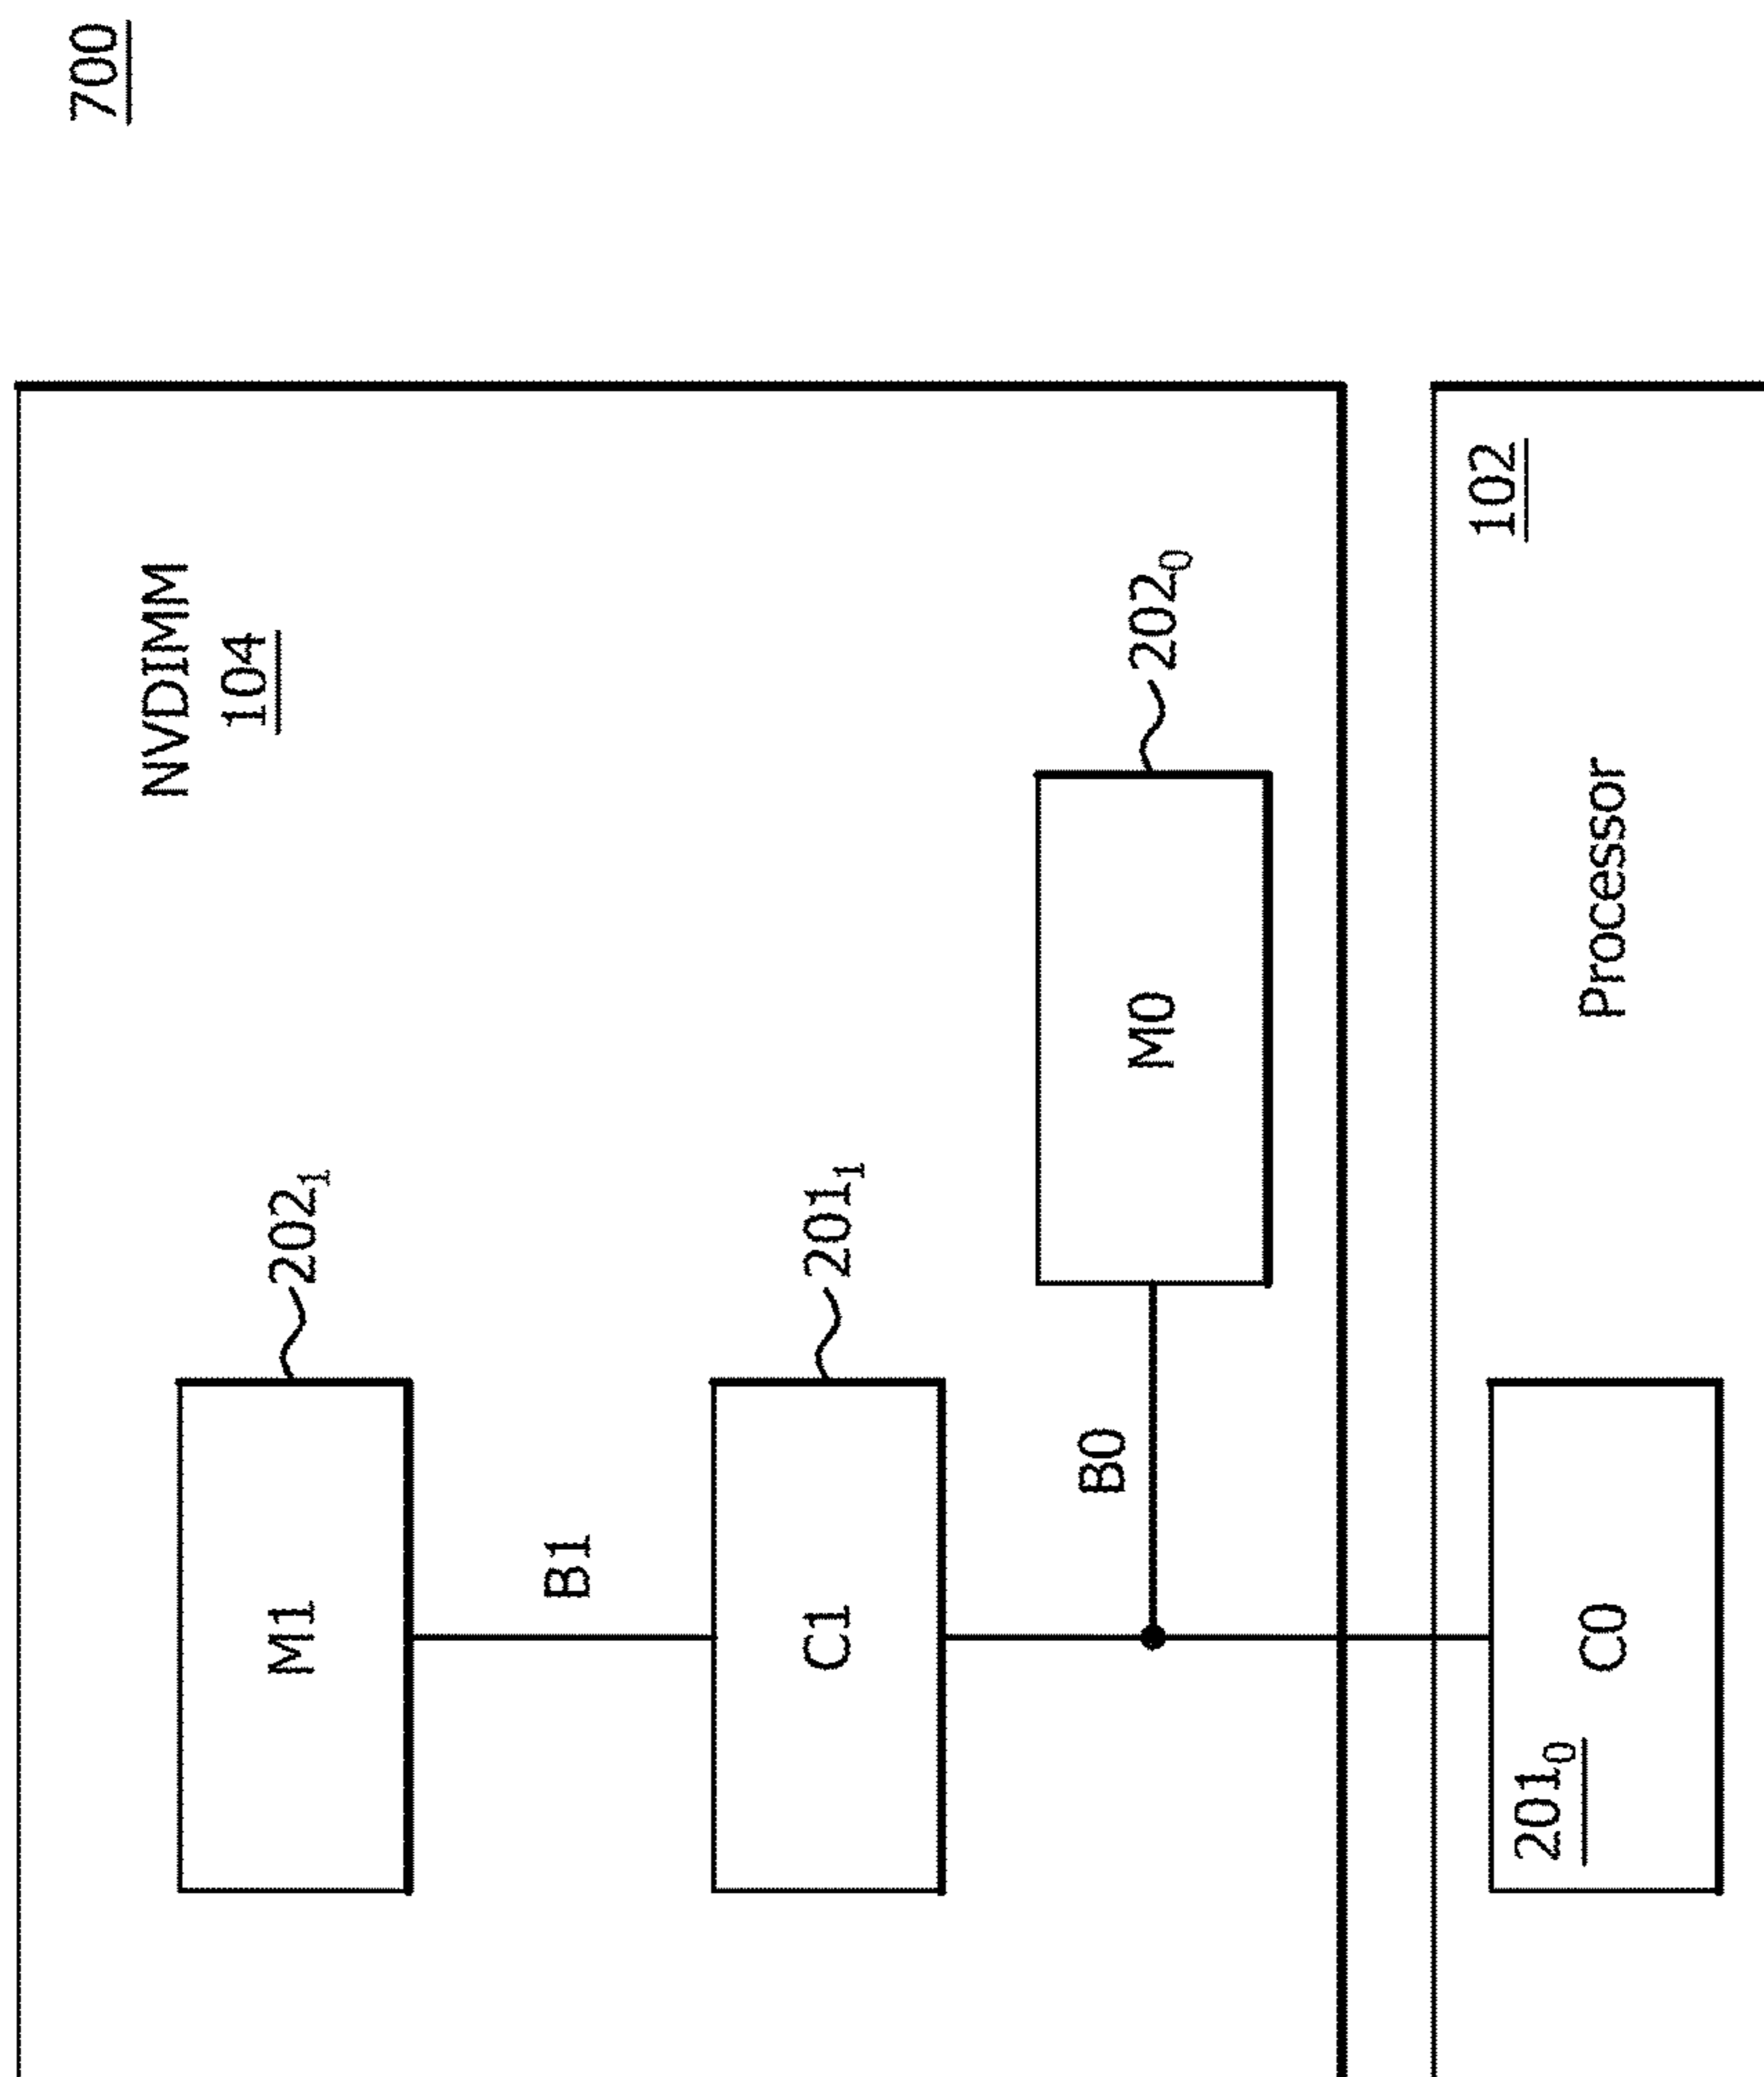 700
NVDIMM
104
M1
202₁
B1
C1
201₁
B0
M0
202₀
102
Processor
C0
201₀